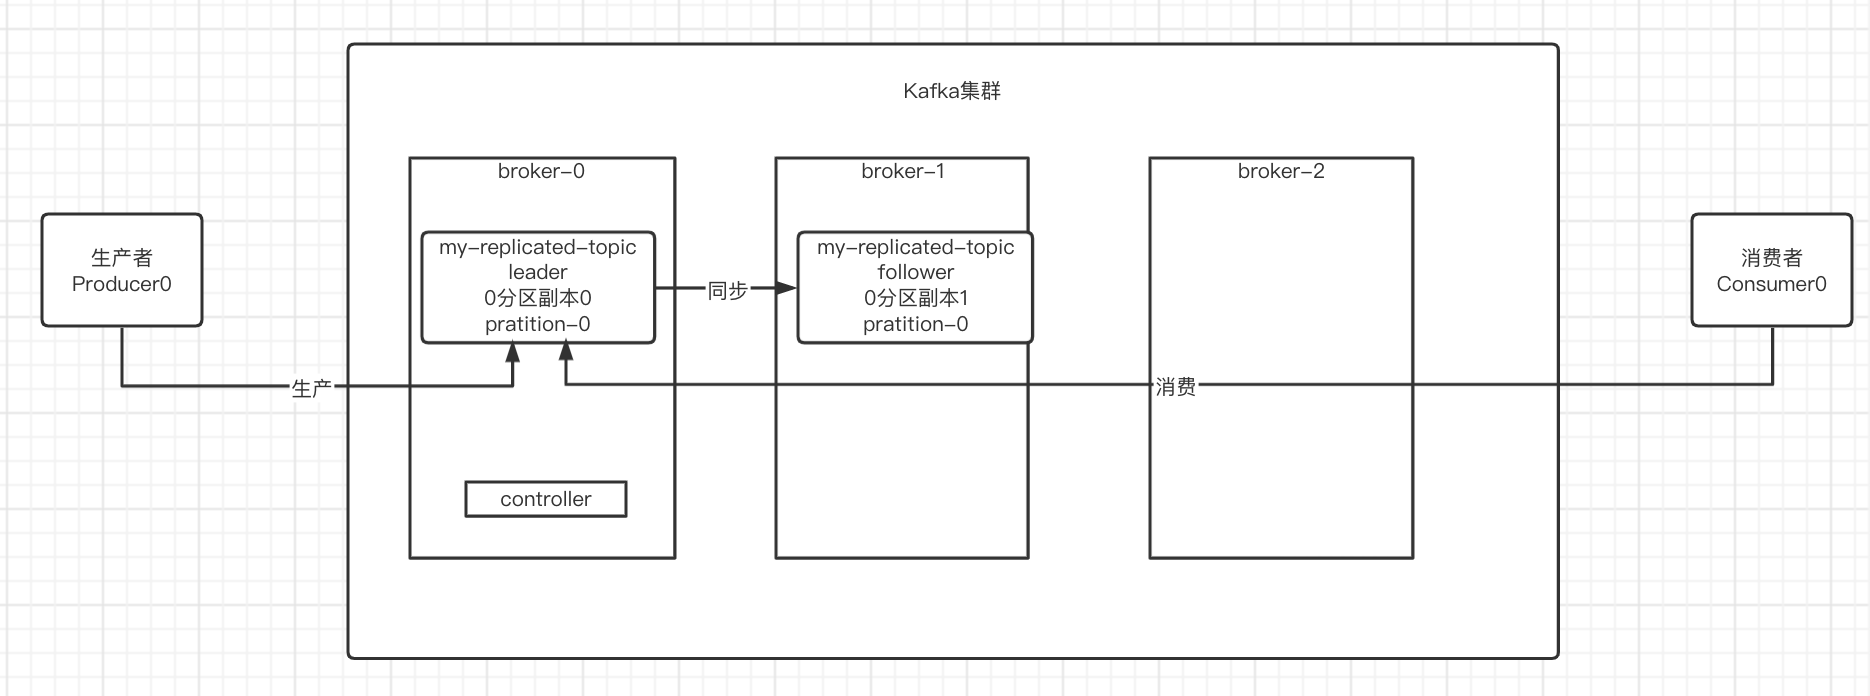 Kafka集群
broker-0
broker-1
broker-2
生产者
Producer0
my-replicated-topic
leader
0分区副本0
pratition-0
同步
my-replicated-topic
follower
0分区副本1
pratition-0
消费者
Consumer0
生产
消费
controller